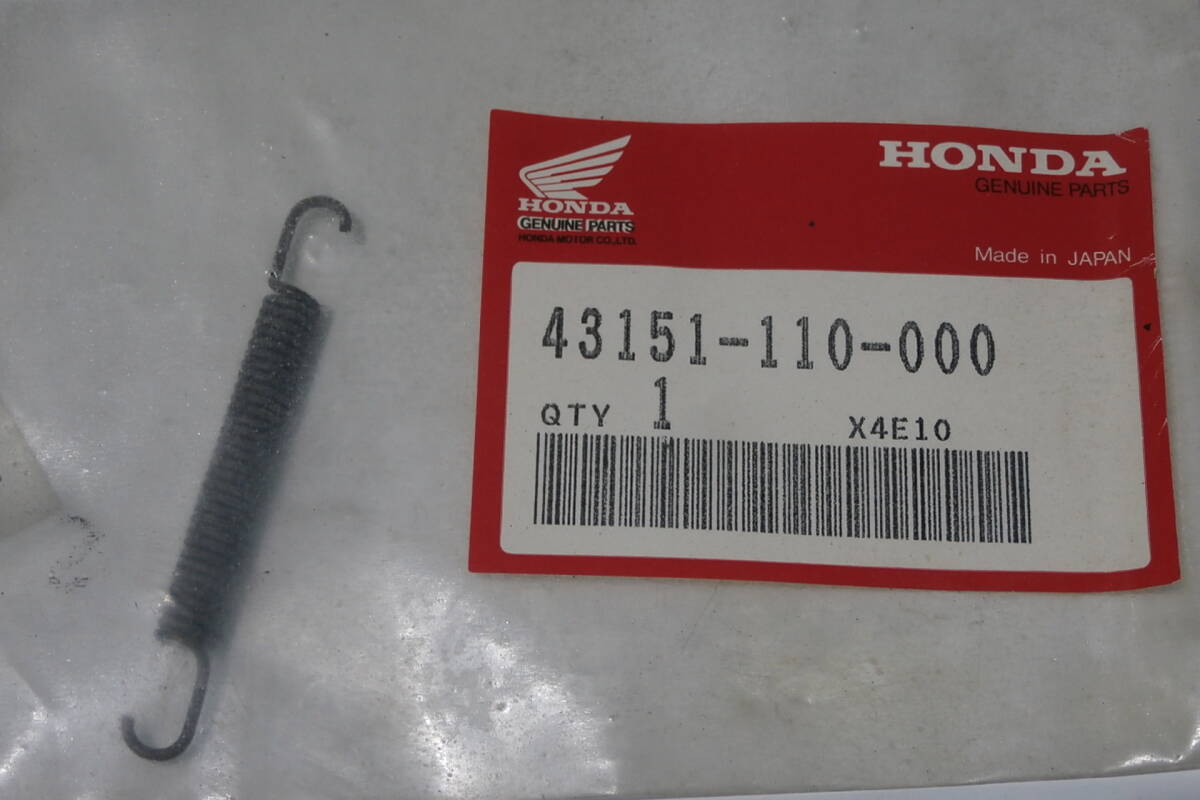 HONDA
GENUINE PARTS
HONDA MOTOR CO.,LTD.
HONDA
GENUINE PARTS
Made in JAPAN
43151-110-000
QTY 1 X4E10